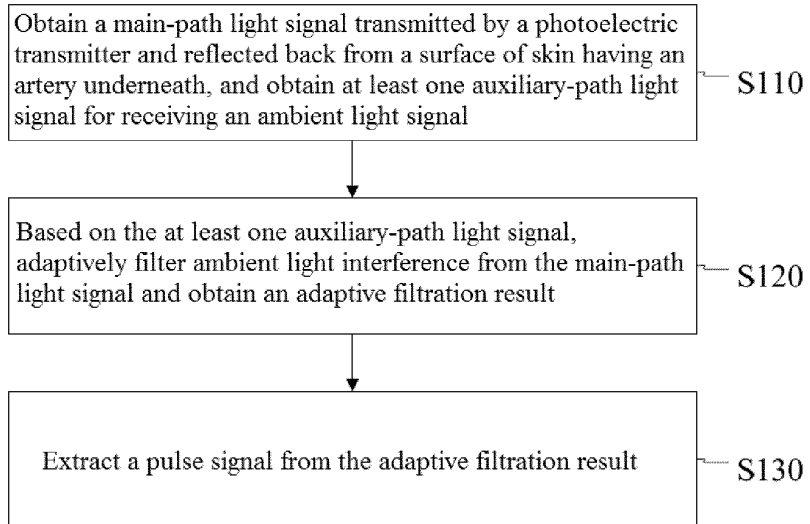 Obtain a main-path light signal transmitted by a photoelectric
transmitter and reflected back from a surface of skin having an
artery underneath, and obtain at least one auxiliary-path light
signal for receiving an ambient light signal
S110
Based on the at least one auxiliary-path light signal,
adaptively filter ambient light interference from the main-path
light signal and obtain an adaptive filtration result
S120
Extract a pulse signal from the adaptive filtration result
S130